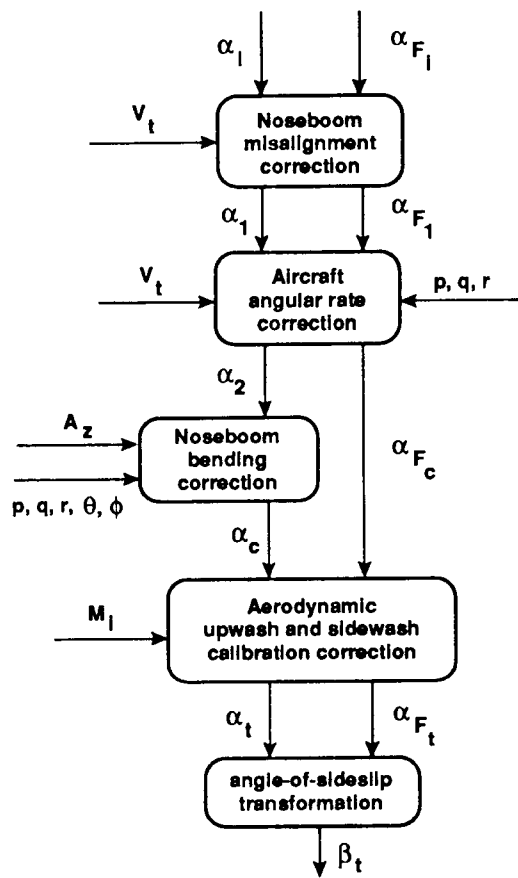 α_i α_F_i
V_t
Noseboom
misalignment
correction
α_1 α_F_1
V_t
Aircraft
angular rate
correction
p, q, r
α_2
A_z
Noseboom
bending
correction
p, q, r, θ, ϕ
α_F_c
α_c
M_i
Aerodynamic
upwash and sidewash
calibration correction
α_t α_F_t
angle-of-sideslip
transformation
β_t